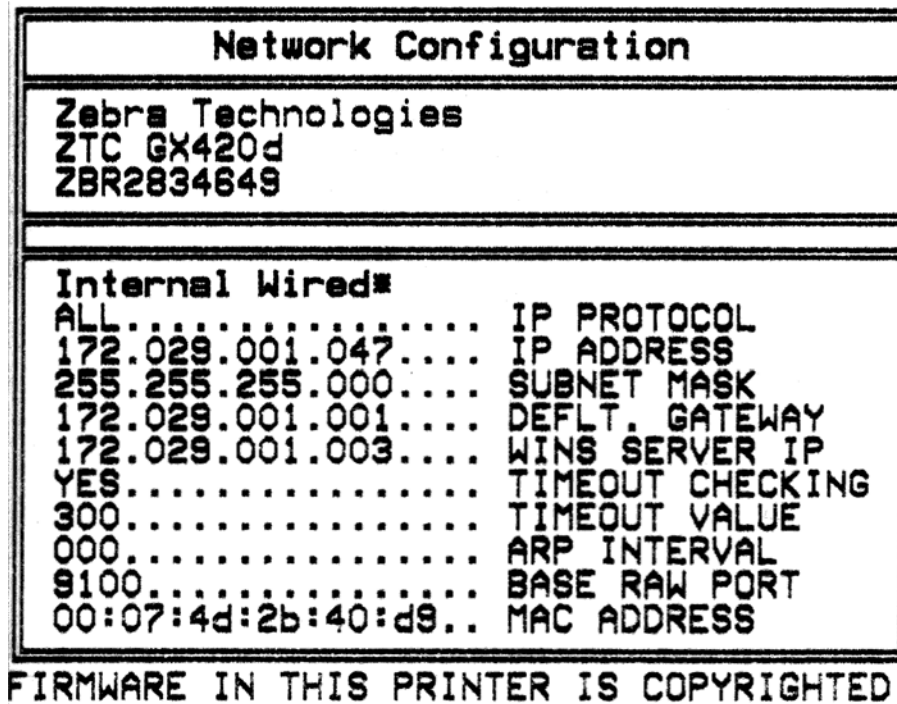 Network Configuration
Zebra Technologies
ZTC GX420d
ZBR2834649
Internal Wired*
ALL................. IP PROTOCOL
172.029.001.047.... IP ADDRESS
255.255.255.000.... SUBNET MASK
172.029.001.001.... DEFLT. GATEWAY
172.029.001.003.... WINS SERVER IP
YES................. TIMEOUT CHECKING
300................. TIMEOUT VALUE
000................. ARP INTERVAL
9100................ BASE RAW PORT
00:07:4d:2b:40:d9.. MAC ADDRESS
FIRMWARE IN THIS PRINTER IS COPYRIGHTED